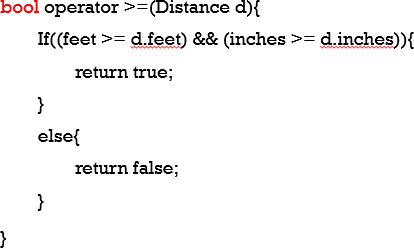 bool operator >=(Distance d){
If((feet >= d.feet) && (inches >= d.inches)){
return true;
}
else{
return false;
}
}